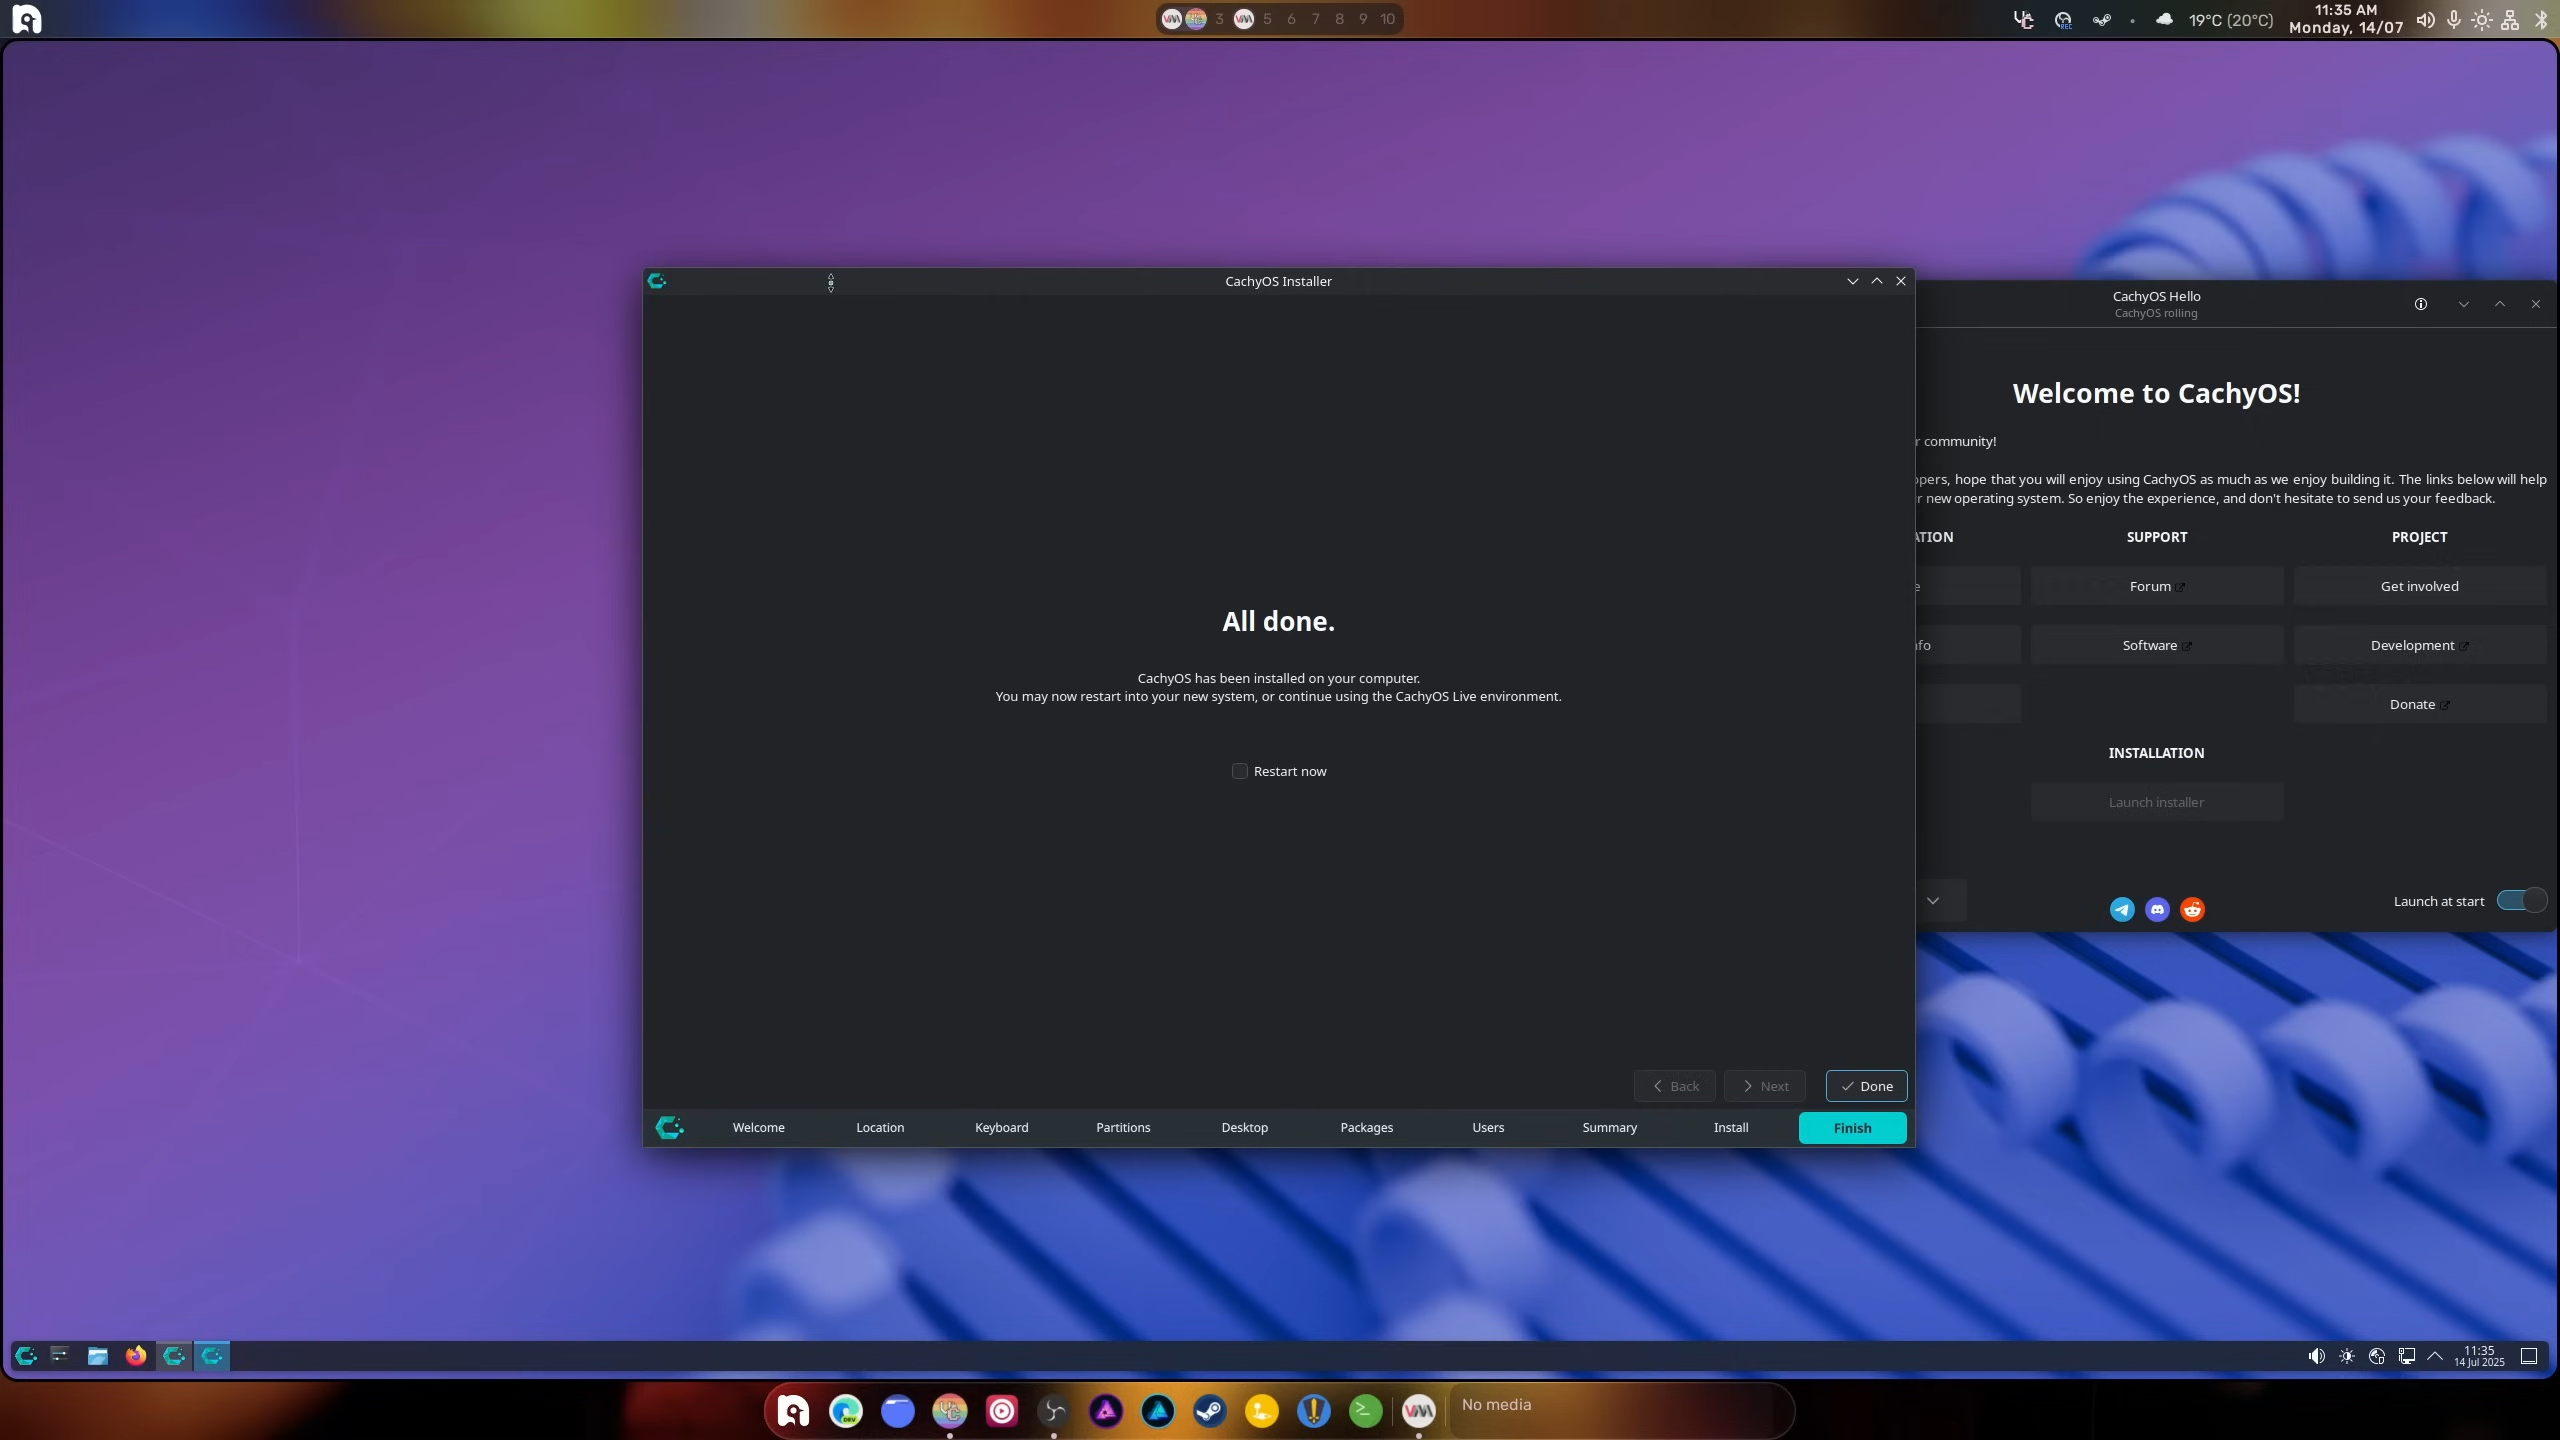 3 5 6 7 8 9 10
REC
19°C (20°C)
11:35 AM
Monday, 14/07
CachyOS Installer
All done.
CachyOS has been installed on your computer.
You may now restart into your new system, or continue using the CachyOS Live environment.
Restart now
Back
Next
Done
Welcome
Location
Keyboard
Partitions
Desktop
Packages
Users
Summary
Install
Finish
CachyOS Hello
CachyOS rolling
Welcome to CachyOS!
r community!
opers, hope that you will enjoy using CachyOS as much as we enjoy building it. The links below will help
r new operating system. So enjoy the experience, and don't hesitate to send us your feedback.
ATION
SUPPORT
PROJECT
e
Forum
Get involved
nfo
Software
Development
Donate
INSTALLATION
Launch installer
Launch at start
11:35
14 Jul 2025
DEV
No media